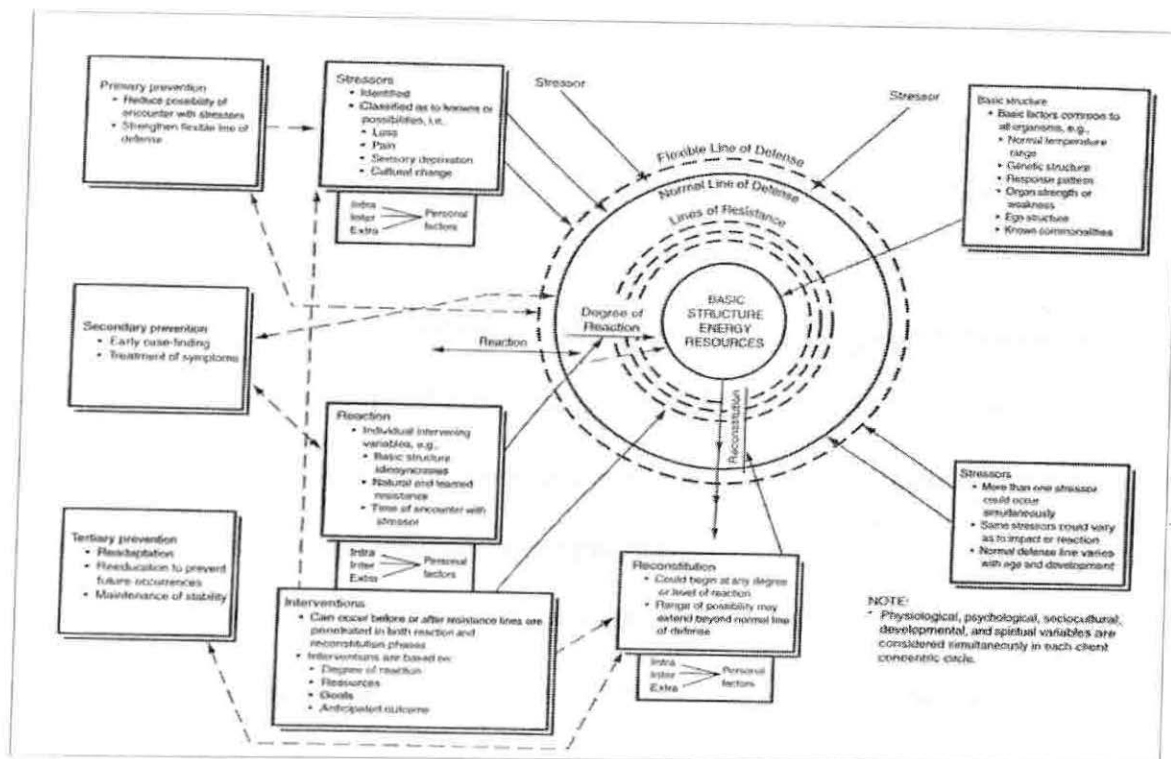 Primary prevention
• Reduce possibility of
encounter with stressors
• Strengthen flexible line of
defense
Stressors
• Identified
• Classified as to knowns or
possibilities, i.e.,
• Loss
• Pain
• Sensory deprivation
• Cultural change
Intra
Inter
Extra
Personal
factors
Stressor
Stressor
Basic structure
• Basic factors common to
all organisms, e.g.,
• Normal temperature
range
• Genetic structure
• Response pattern
• Organ strength or
weakness
• Ego structure
• Known commonalities
Flexible Line of Defense
Normal Line of Defense
Lines of Resistance
BASIC
STRUCTURE
ENERGY
RESOURCES
Degree of
Reaction
Reaction
Reconstitution
Secondary prevention
• Early case-finding
• Treatment of symptoms
Reaction
• Individual intervening
variables, e.g.,
• Basic structure
idiosyncrasies
• Natural and learned
resistance
• Time of encounter with
stressor
Intra
Inter
Extra
Personal
factors
Stressors
• More than one stressor
could occur
simultaneously
• Same stressors could vary
as to impact or reaction
• Normal defense line varies
with age and development
Tertiary prevention
• Readaptation
• Reeducation to prevent
future occurrences
• Maintenance of stability
Interventions
• Can occur before or after resistance lines are
penetrated in both reaction and
reconstitution phases
• Interventions are based on:
• Degree of reaction
• Resources
• Goals
• Anticipated outcome
Reconstitution
• Could begin at any degree
or level of reaction
• Range of possibility may
extend beyond normal line
of defense
Intra
Inter
Extra
Personal
factors
NOTE:
* Physiological, psychological, sociocultural,
developmental, and spiritual variables are
considered simultaneously in each client
concentric circle.